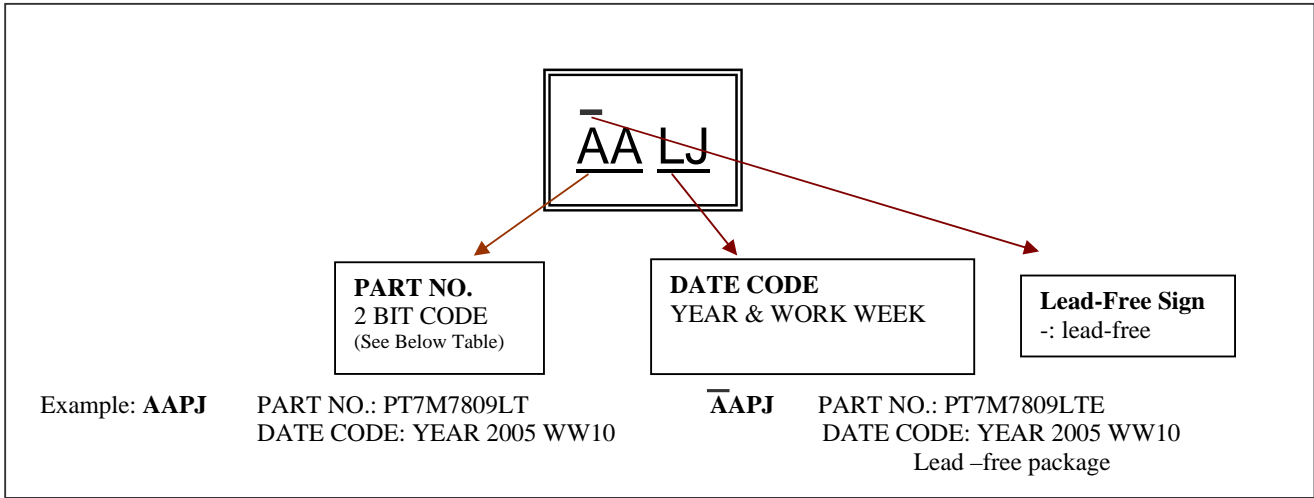 AA LJ
PART NO.
2 BIT CODE
(See Below Table)
DATE CODE
YEAR & WORK WEEK
Lead-Free Sign
-: lead-free
Example: AAPJ PART NO.: PT7M7809LT
DATE CODE: YEAR 2005 WW10
A̅APJ PART NO.: PT7M7809LTE
DATE CODE: YEAR 2005 WW10
Lead –free package